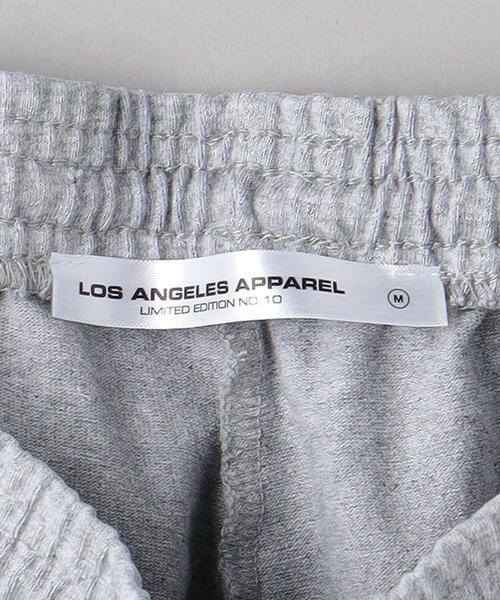 LOS ANGELES APPAREL
LIMITED EDITION NO. 10
M